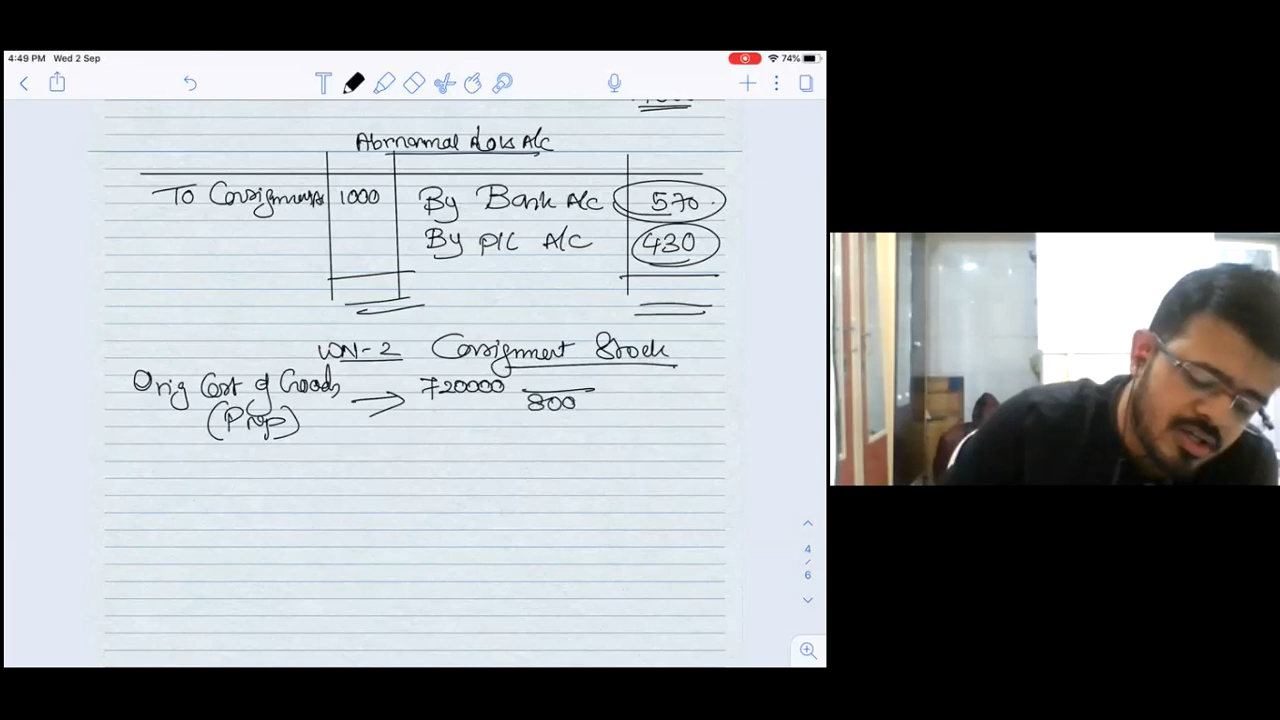 4:49 PM Wed 2 Sep
74%
Abnormal Loss A/c
To Consignment 1000 By Bank A/c 570
By P/L A/c 430
WN-2 Consignment Stock
Orig Cost of Goods 720000
800
(Prop)
4
/
6